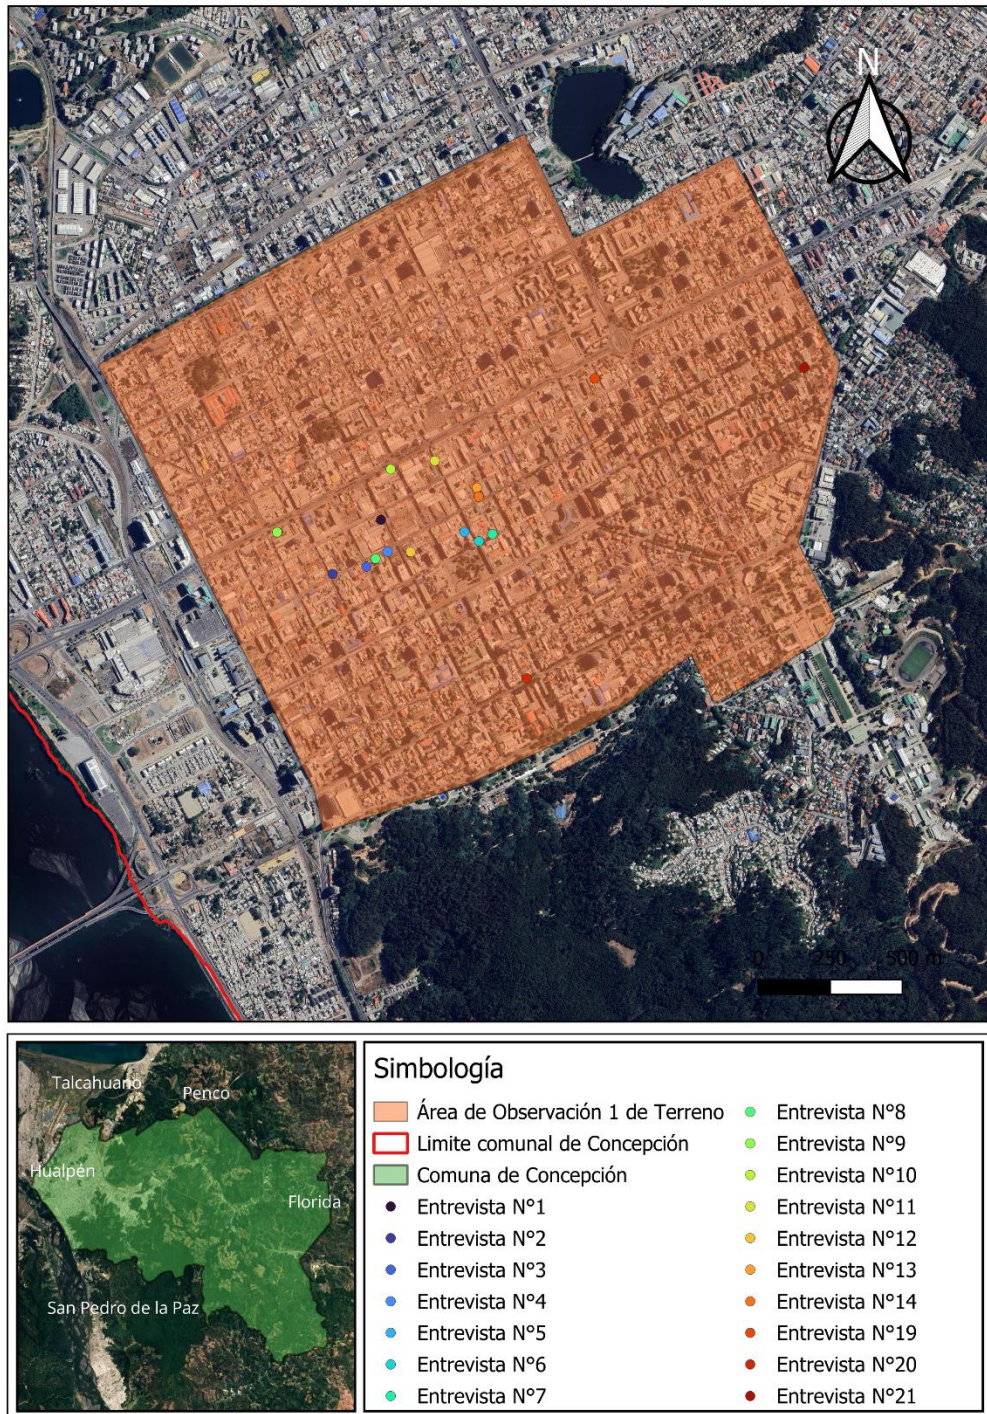 N
0 250 500 m
Talcahuano
Penco
Hualpén
Florida
San Pedro de la Paz
Simbología
Área de Observación 1 de Terreno
Limite comunal de Concepción
Comuna de Concepción
Entrevista N°1
Entrevista N°2
Entrevista N°3
Entrevista N°4
Entrevista N°5
Entrevista N°6
Entrevista N°7
Entrevista N°8
Entrevista N°9
Entrevista N°10
Entrevista N°11
Entrevista N°12
Entrevista N°13
Entrevista N°14
Entrevista N°19
Entrevista N°20
Entrevista N°21